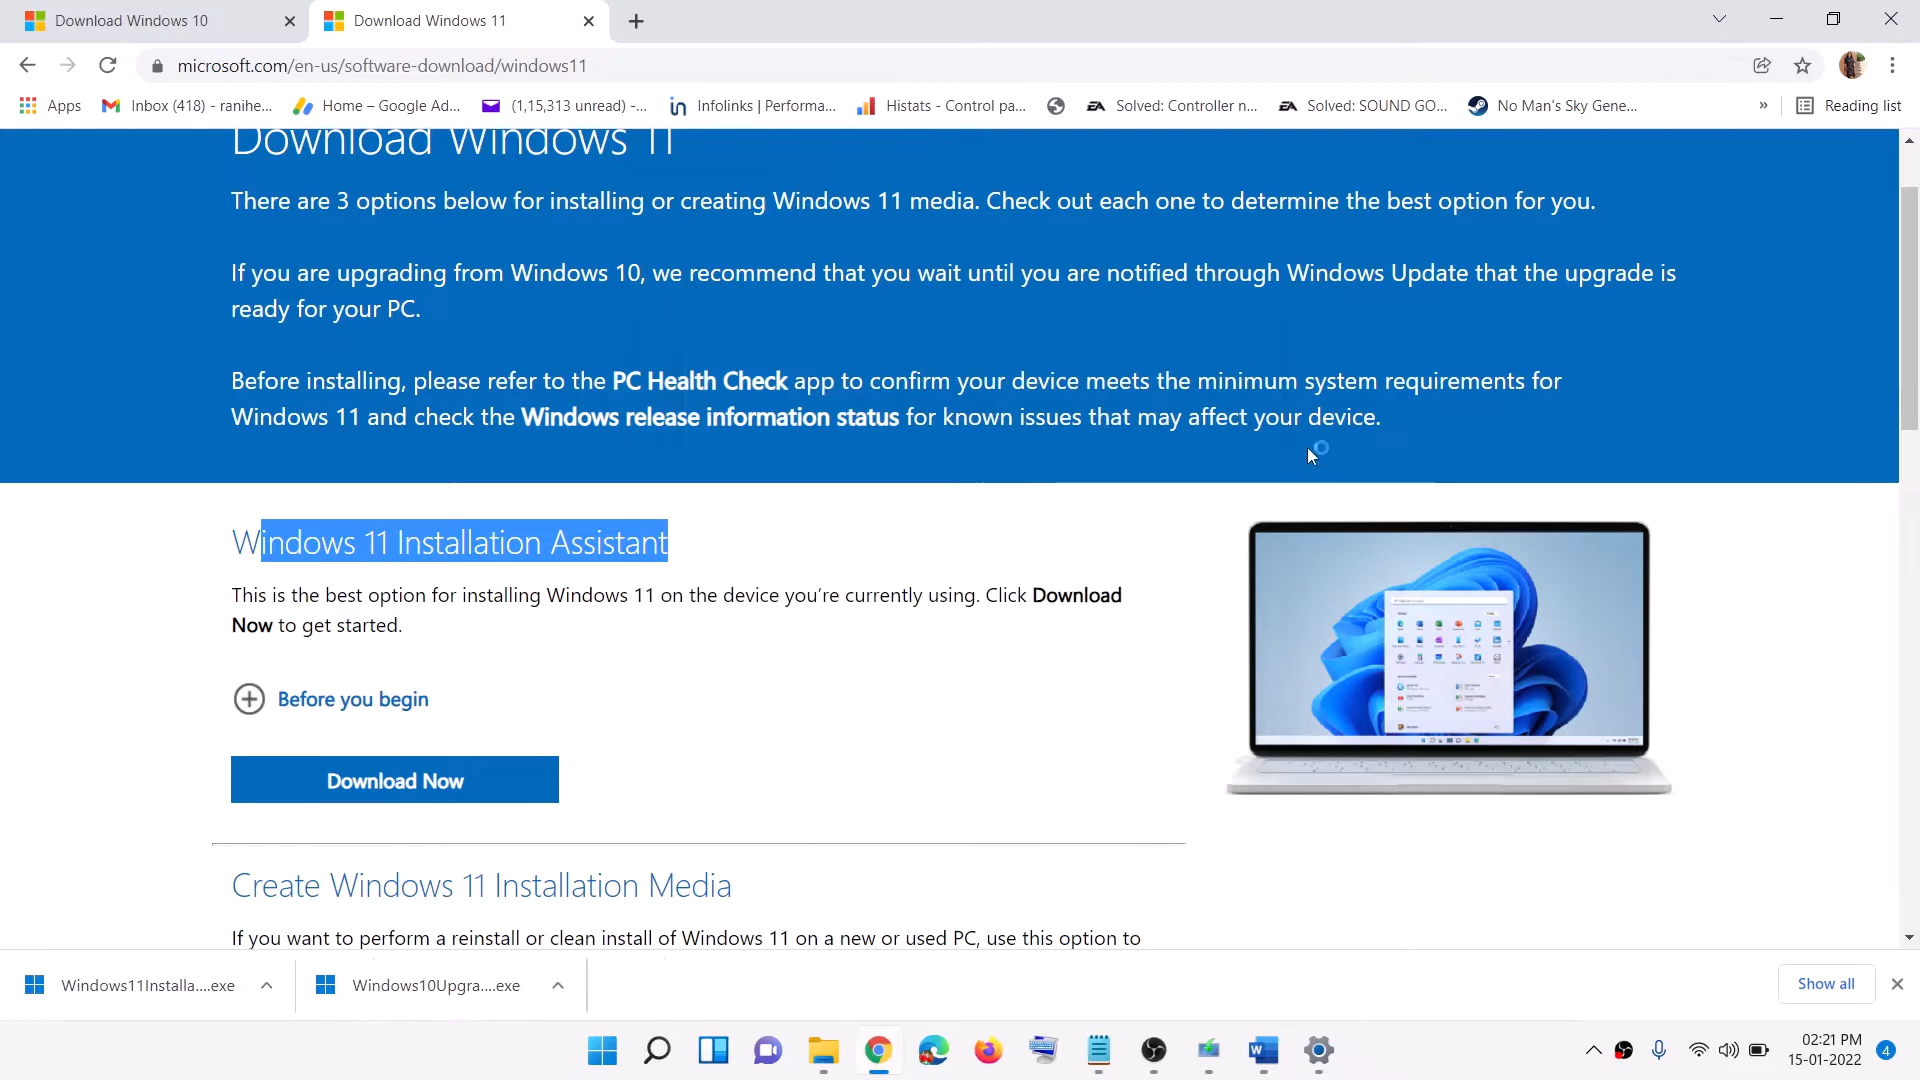 Download Windows 10
Download Windows 11
microsoft.com/en-us/software-download/windows11
Apps
Inbox (418) - ranihe...
Home – Google Ad...
(1,15,313 unread) -...
Infolinks | Performa...
Histats - Control pa...
Solved: Controller n...
Solved: SOUND GO...
No Man's Sky Gene...
»
Reading list
Download Windows 11
There are 3 options below for installing or creating Windows 11 media. Check out each one to determine the best option for you.
If you are upgrading from Windows 10, we recommend that you wait until you are notified through Windows Update that the upgrade is
ready for your PC.
Before installing, please refer to the PC Health Check app to confirm your device meets the minimum system requirements for
Windows 11 and check the Windows release information status for known issues that may affect your device.
Windows 11 Installation Assistant
This is the best option for installing Windows 11 on the device you're currently using. Click Download
Now to get started.
Before you begin
Download Now
Create Windows 11 Installation Media
If you want to perform a reinstall or clean install of Windows 11 on a new or used PC, use this option to
Windows11Installa....exe
Windows10Upgra....exe
Show all
02:21 PM
15-01-2022
4